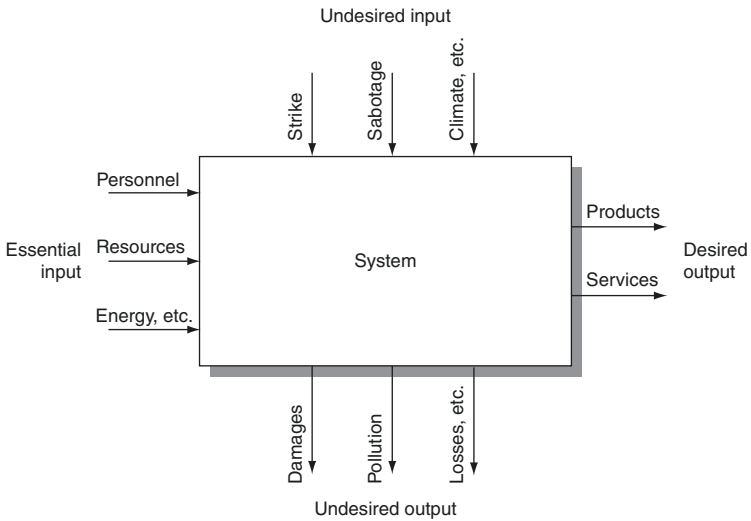 Undesired input
Strike
Sabotage
Climate, etc.
Personnel
Essential
input
Resources
Energy, etc.
System
Products
Services
Desired
output
Damages
Pollution
Losses, etc.
Undesired output